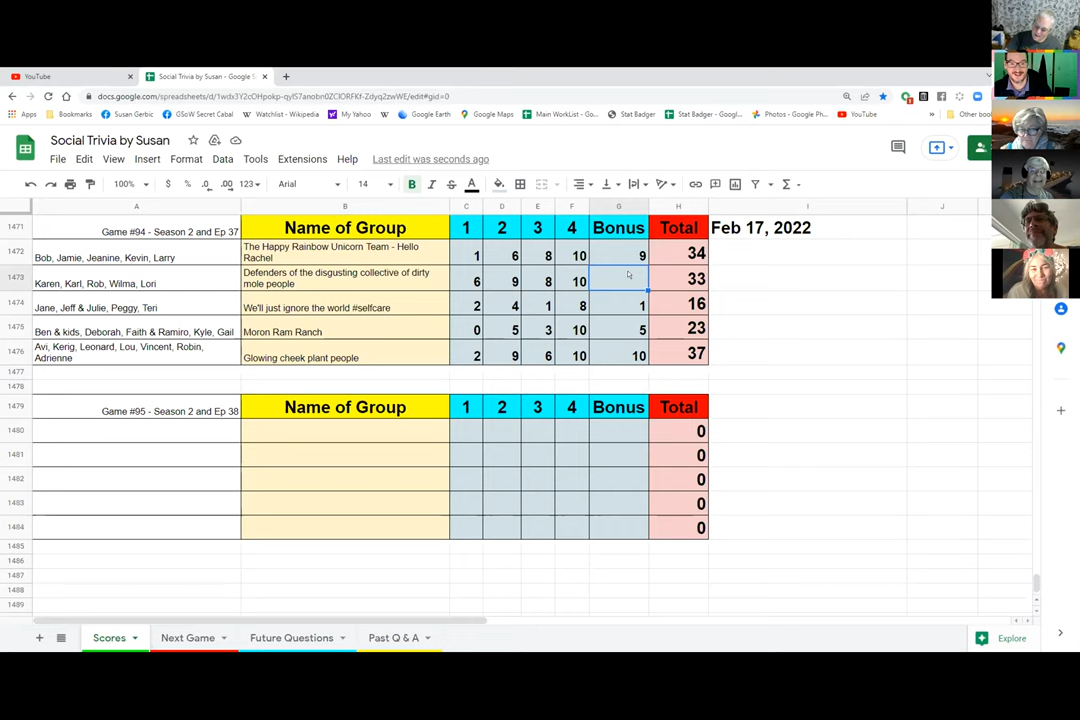 YouTube
Social Trivia by Susan - Google S
docs.google.com/spreadsheets/d/
Apps Bookmarks Susan Gerbic GSoW Secret Cabal Watchlist - Wikipedia My Yahoo Google Earth Google Maps Main WorkList - Go... Stat Badger Stat Badger - Googl... Photos - Google Ph... YouTube » Other boo
Social Trivia by Susan
File Edit View Insert Format Data Tools Extensions Help Last edit was seconds ago
100% $ % .0 .00 123 Arial 14 B I S A
A B C D E F G H I J K
1471 Game #94 - Season 2 and Ep 37 Name of Group 1 2 3 4 Bonus Total Feb 17, 2022
The Happy Rainbow Unicorn Team - Hello
1472 Bob, Jamie, Jeanine, Kevin, Larry Rachel 1 6 8 10 9 34
Defenders of the disgusting collective of dirty
1473 Karen, Karl, Rob, Wilma, Lori mole people 6 9 8 10 33
1474 Jane, Jeff & Julie, Peggy, Teri We'll just ignore the world #selfcare 2 4 1 8 1 16
1475 Ben & kids, Deborah, Faith & Ramiro, Kyle, Gail Moron Ram Ranch 0 5 3 10 5 23
Avi, Kerig, Leonard, Lou, Vincent, Robin,
1476 Adrienne Glowing cheek plant people 2 9 6 10 10 37
1477
1478
1479 Game #95 - Season 2 and Ep 38 Name of Group 1 2 3 4 Bonus Total
1480 0
1481 0
1482 0
1483 0
1484 0
1485
1486
1487
1488
1489
Scores Next Game Future Questions Past Q & A Explore